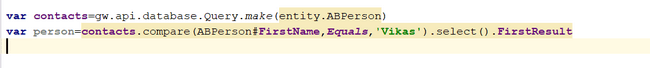 var contacts=gw.api.database.Query.make(entity.ABPerson)
var person=contacts.compare(ABPerson#FirstName,Equals,'Vikas').select().FirstResult